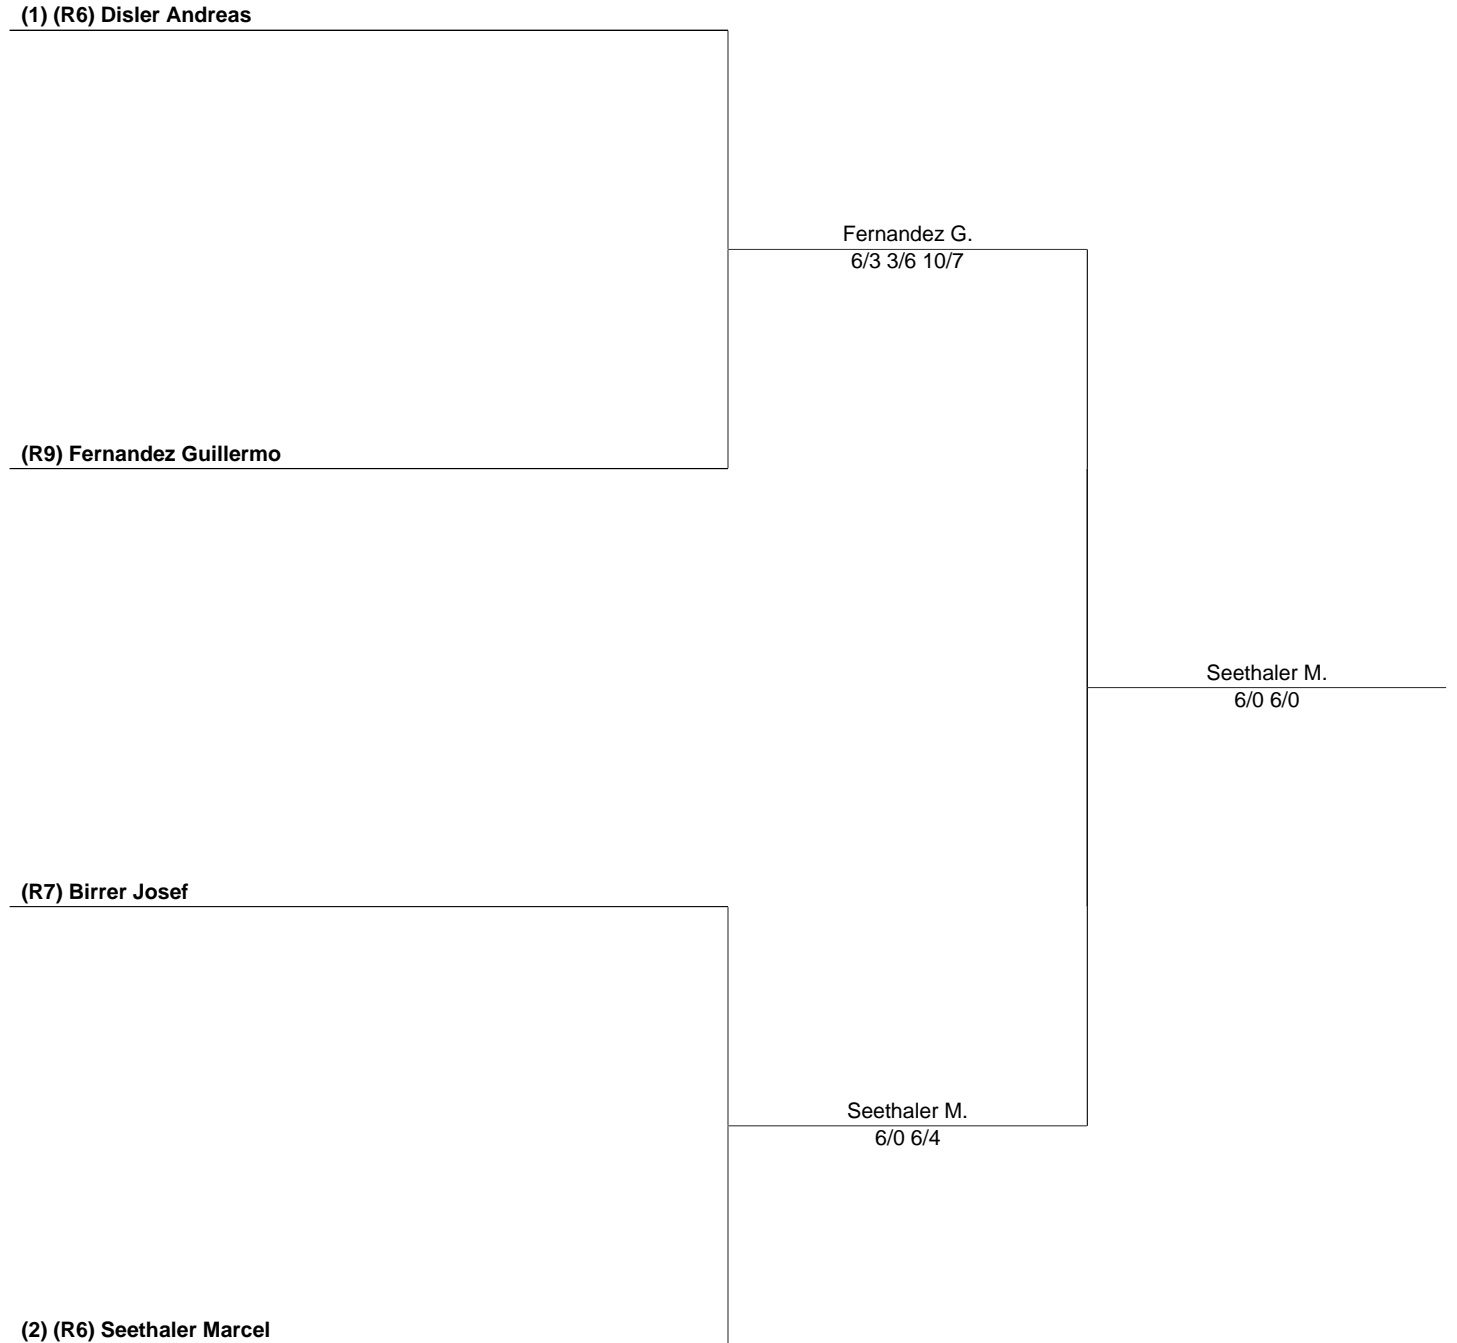 (1) (R6) Disler Andreas
Fernandez G.
6/3 3/6 10/7
(R9) Fernandez Guillermo
Seethaler M.
6/0 6/0
(R7) Birrer Josef
Seethaler M.
6/0 6/4
(2) (R6) Seethaler Marcel